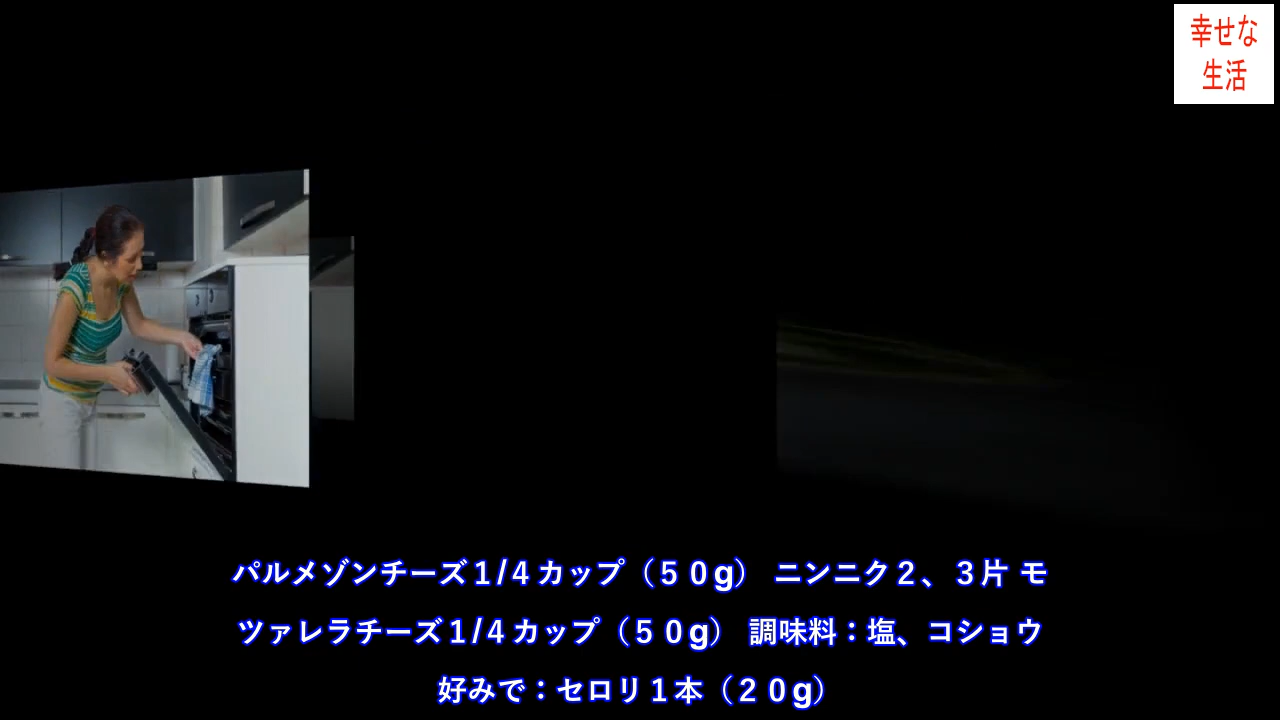 幸せな
生活
パルメゾンチーズ１/４カップ（５０g） ニンニク２、３片 モ
ツァレラチーズ１/４カップ（５０g） 調味料：塩、コショウ
好みで：セロリ１本（２０g）